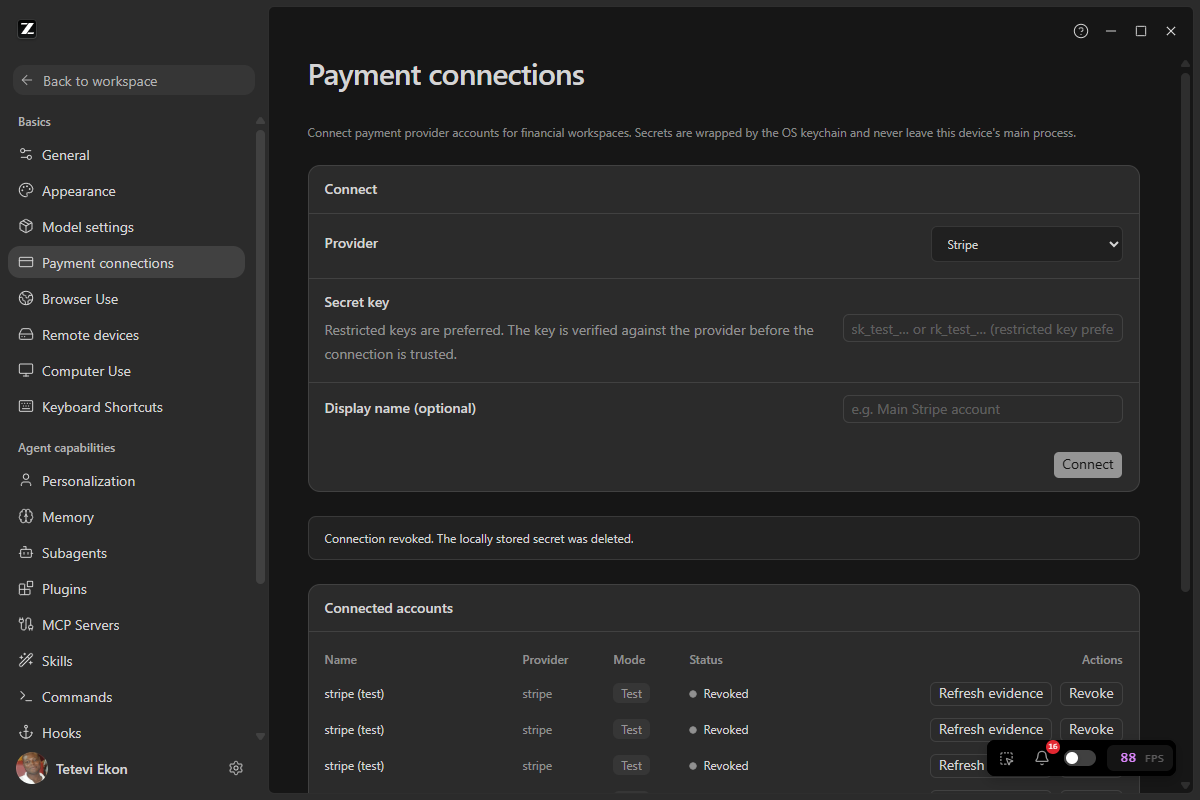 Z
Back to workspace
Basics
General
Appearance
Model settings
Payment connections
Browser Use
Remote devices
Computer Use
Keyboard Shortcuts
Agent capabilities
Personalization
Memory
Subagents
Plugins
MCP Servers
Skills
Commands
Hooks
Tetevi Ekon
Payment connections
Connect payment provider accounts for financial workspaces. Secrets are wrapped by the OS keychain and never leave this device's main process.
Connect
Provider
Stripe
Secret key
Restricted keys are preferred. The key is verified against the provider before the
connection is trusted.
sk_test_... or rk_test_... (restricted key prefe
Display name (optional)
e.g. Main Stripe account
Connect
Connection revoked. The locally stored secret was deleted.
Connected accounts
Name Provider Mode Status Actions
stripe (test) stripe Test Revoked Refresh evidence Revoke
stripe (test) stripe Test Revoked Refresh evidence Revoke
stripe (test) stripe Test Revoked Refresh
16
88 FPS